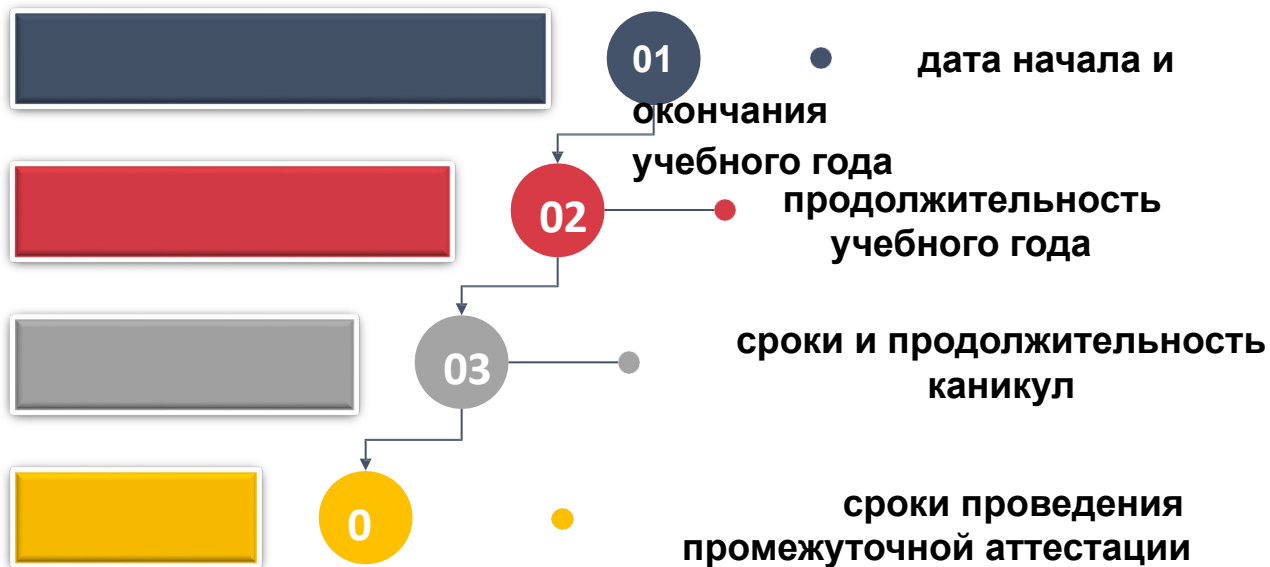 01
дата начала и
окончания
учебного года
02
продолжительность
учебного года
03
сроки и продолжительность
каникул
0
сроки проведения
промежуточной аттестации